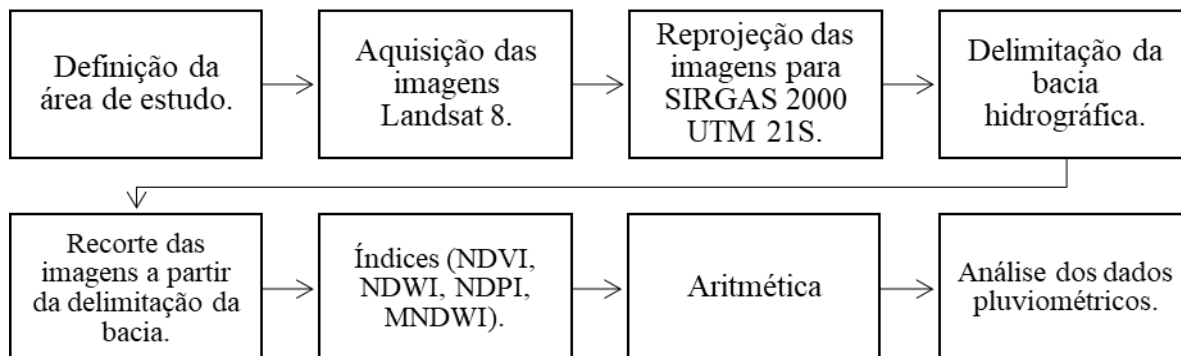 Definição da
área de estudo.
Aquisição das
imagens
Landsat 8.
Reprojeção das
imagens para
SIRGAS 2000
UTM 21S.
Delimitação da
bacia
hidrográfica.
Recorte das
imagens a partir
da delimitação da
bacia.
Índices (NDVI,
NDWI, NDPI,
MNDWI).
Aritmética
Análise dos dados
pluviométricos.